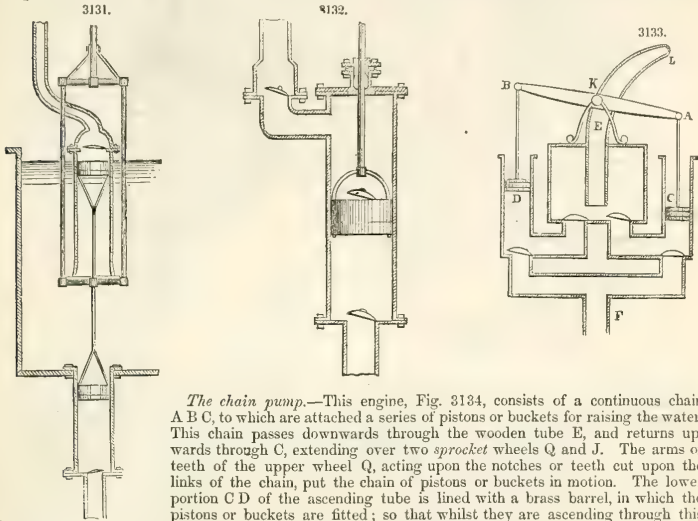 3131.
3132.
3133.
L
K
B
A
E
D
C
F
The chain pump.—This engine, Fig. 3134, consists of a continuous chain
A B C, to which are attached a series of pistons or buckets for raising the water
This chain passes downwards through the wooden tube E, and returns up-
wards through C, extending over two sprocket wheels Q and J. The arms o
teeth of the upper wheel Q, acting upon the notches or teeth cut upon the
links of the chain, put the chain of pistons or buckets in motion. The lowe
portion C D of the ascending tube is lined with a brass barrel, in which the
pistons or buckets are fitted; so that whilst they are ascending through this